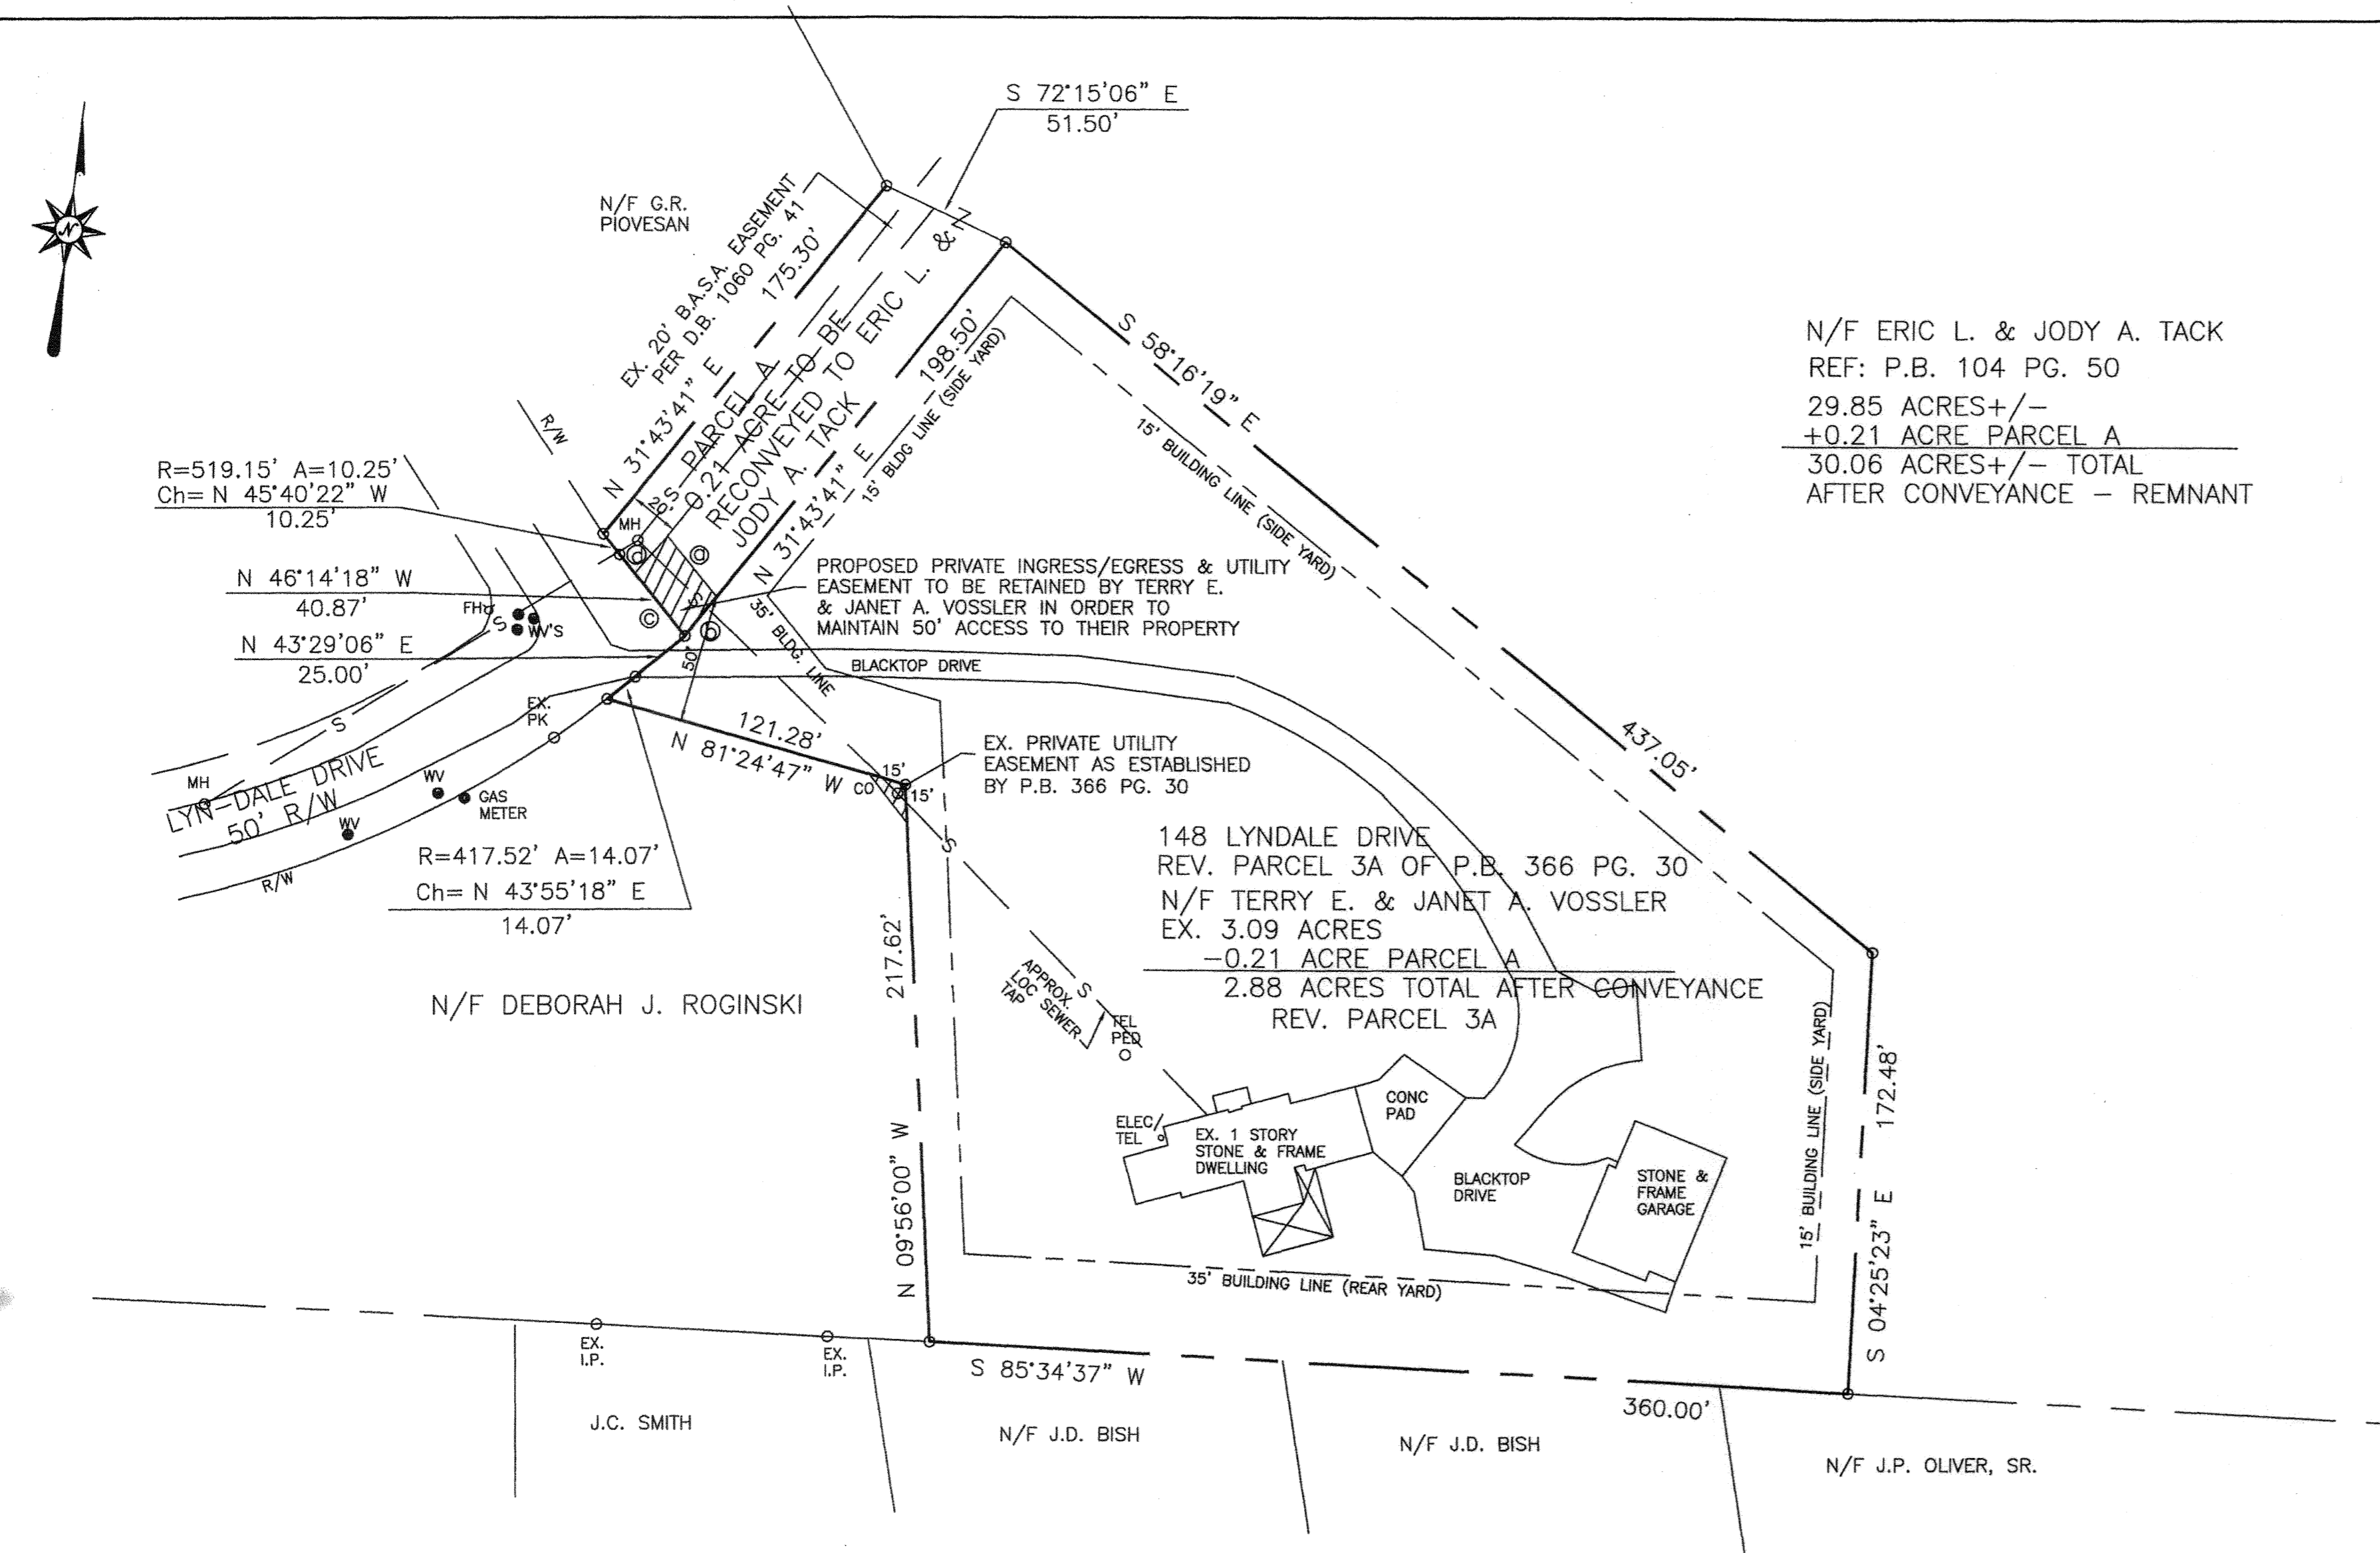 S 72°15'06" E
51.50'
N
N/F G.R.
PIOVESAN
EX. 20' B.A.S.A. EASEMENT
PER D.B. 1060 PG. 41
N 31°43'41" E 175.30'
S
PARCEL A
0.21 ACRE TO BE
RECONVEYED TO ERIC L. &
JODY A. TACK
N 31°43'41" E 198.50'
15' BLDG LINE (SIDE YARD)
S 58°16'19" E 437.05'
15' BUILDING LINE (SIDE YARD)
N/F ERIC L. & JODY A. TACK
REF: P.B. 104 PG. 50
29.85 ACRES+/-
+0.21 ACRE PARCEL A
30.06 ACRES+/- TOTAL
AFTER CONVEYANCE - REMNANT
R/W
R=519.15' A=10.25'
Ch= N 45°40'22" W
10.25'
20'
MH
d
a
c
b
S
N 46°14'18" W
40.87'
N 43°29'06" E
25.00'
FH
WV'S
S
PROPOSED PRIVATE INGRESS/EGRESS & UTILITY
EASEMENT TO BE RETAINED BY TERRY E.
& JANET A. VOSSLER IN ORDER TO
MAINTAIN 50' ACCESS TO THEIR PROPERTY
35' BLDG. LINE
50'
BLACKTOP DRIVE
EX.
PK
S
MH
LYN-DALE DRIVE
50' R/W
WV
GAS
METER
WV
R/W
121.28'
N 81°24'47" W
CO
15'
15'
EX. PRIVATE UTILITY
EASEMENT AS ESTABLISHED
BY P.B. 366 PG. 30
R=417.52' A=14.07'
Ch= N 43°55'18" E
14.07'
S
148 LYNDALE DRIVE
REV. PARCEL 3A OF P.B. 366 PG. 30
N/F TERRY E. & JANET A. VOSSLER
EX. 3.09 ACRES
-0.21 ACRE PARCEL A
2.88 ACRES TOTAL AFTER CONVEYANCE
REV. PARCEL 3A
N/F DEBORAH J. ROGINSKI
N 09°56'00" W 217.62'
APPROX.
LOC SEWER
TAP
S
TEL
PED
ELEC/
TEL
EX. 1 STORY
STONE & FRAME
DWELLING
CONC
PAD
BLACKTOP
DRIVE
STONE &
FRAME
GARAGE
15' BUILDING LINE (SIDE YARD)
S 04°25'23" E 172.48'
35' BUILDING LINE (REAR YARD)
EX.
I.P.
EX.
I.P.
S 85°34'37" W
360.00'
J.C. SMITH
N/F J.D. BISH
N/F J.D. BISH
N/F J.P. OLIVER, SR.